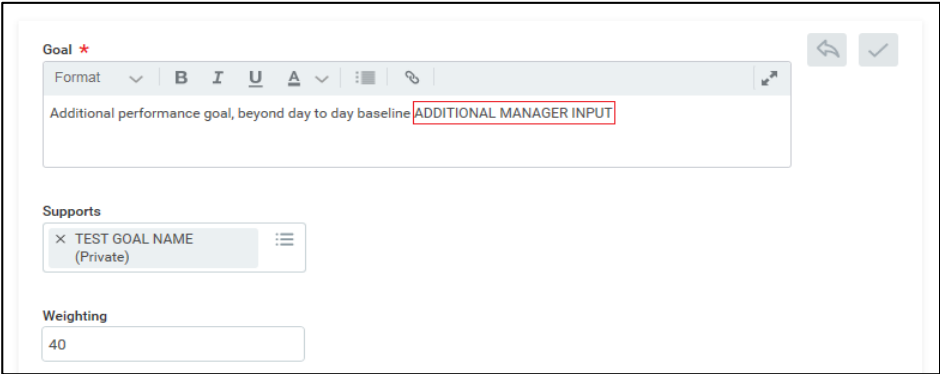 Goal *
Format B I U A
Additional performance goal, beyond day to day baseline ADDITIONAL MANAGER INPUT
Supports
× TEST GOAL NAME
(Private)
Weighting
40